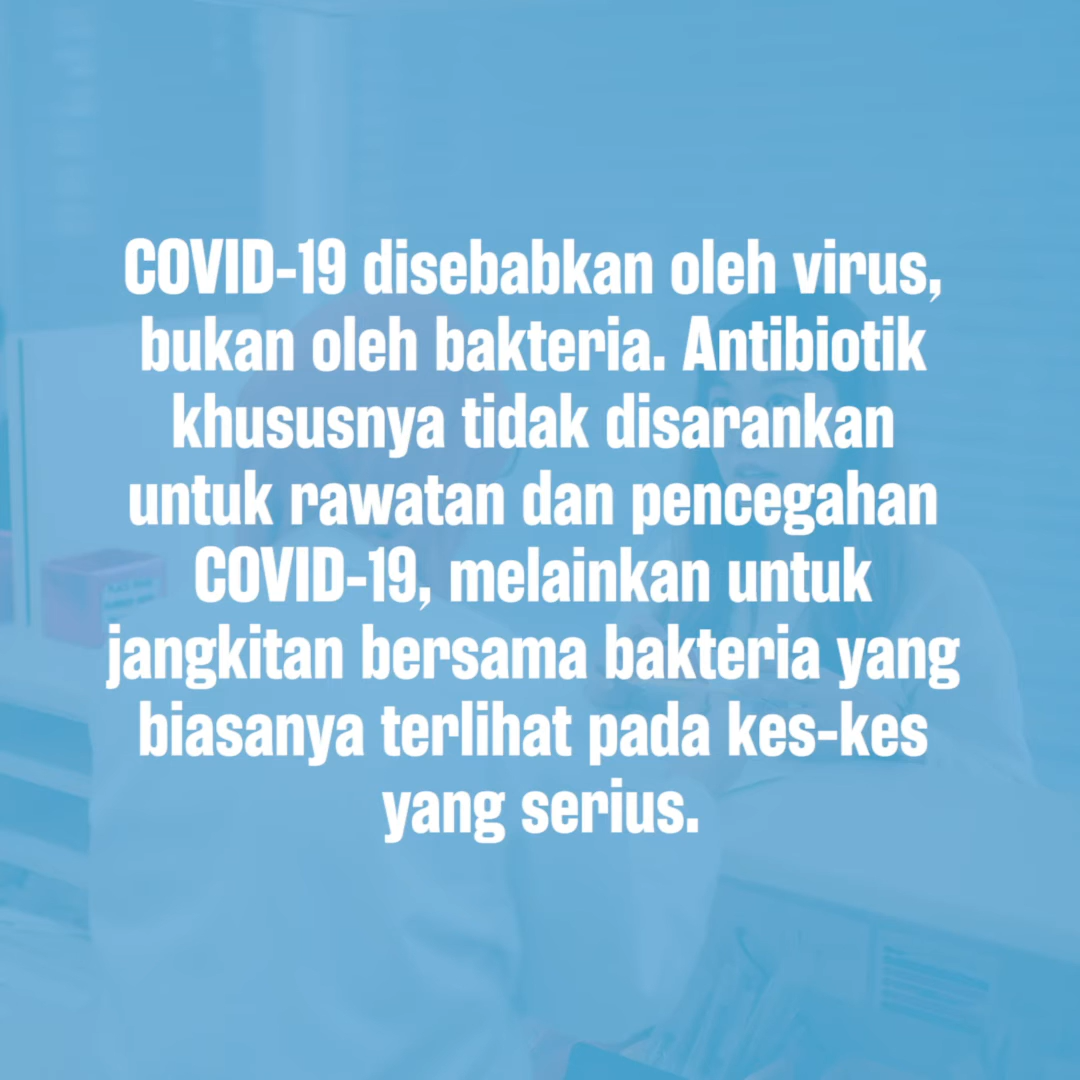 COVID-19 disebabkan oleh virus,
bukan oleh bakteria. Antibiotik
khususnya tidak disarankan
untuk rawatan dan pencegahan
COVID-19, melainkan untuk
jangkitan bersama bakteria yang
biasanya terlihat pada kes-kes
yang serius.